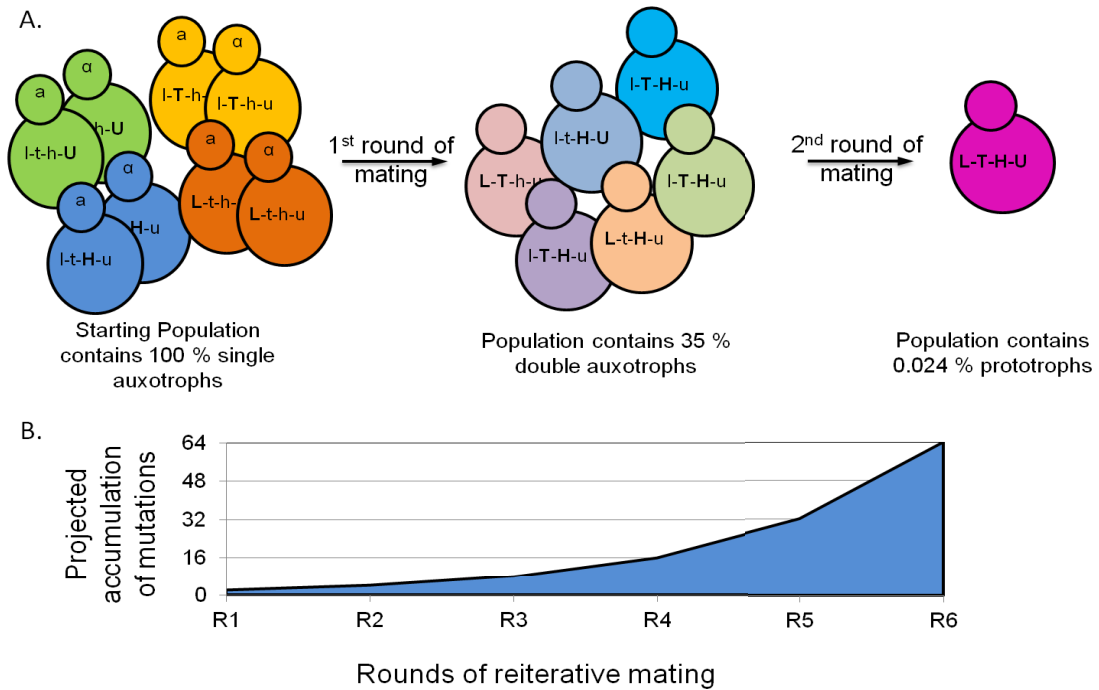 A.
a
α
a
α
l-T-h-
l-T-h-u
h-U
l-t-h-U
a
α
H-u
l-t-H-u
a
α
L-t-h-
L-t-h-u
Starting Population
contains 100 % single
auxotrophs
1st round of
mating
l-T-H-u
l-t-H-U
L-T-h-u
l-T-H-u
L-t-H-u
l-T-H-u
Population contains 35 %
double auxotrophs
2nd round of
mating
L-T-H-U
Population contains
0.024 % prototrophs
B.
Projected
accumulation
of mutations
64
48
32
16
0
R1 R2 R3 R4 R5 R6
Rounds of reiterative mating